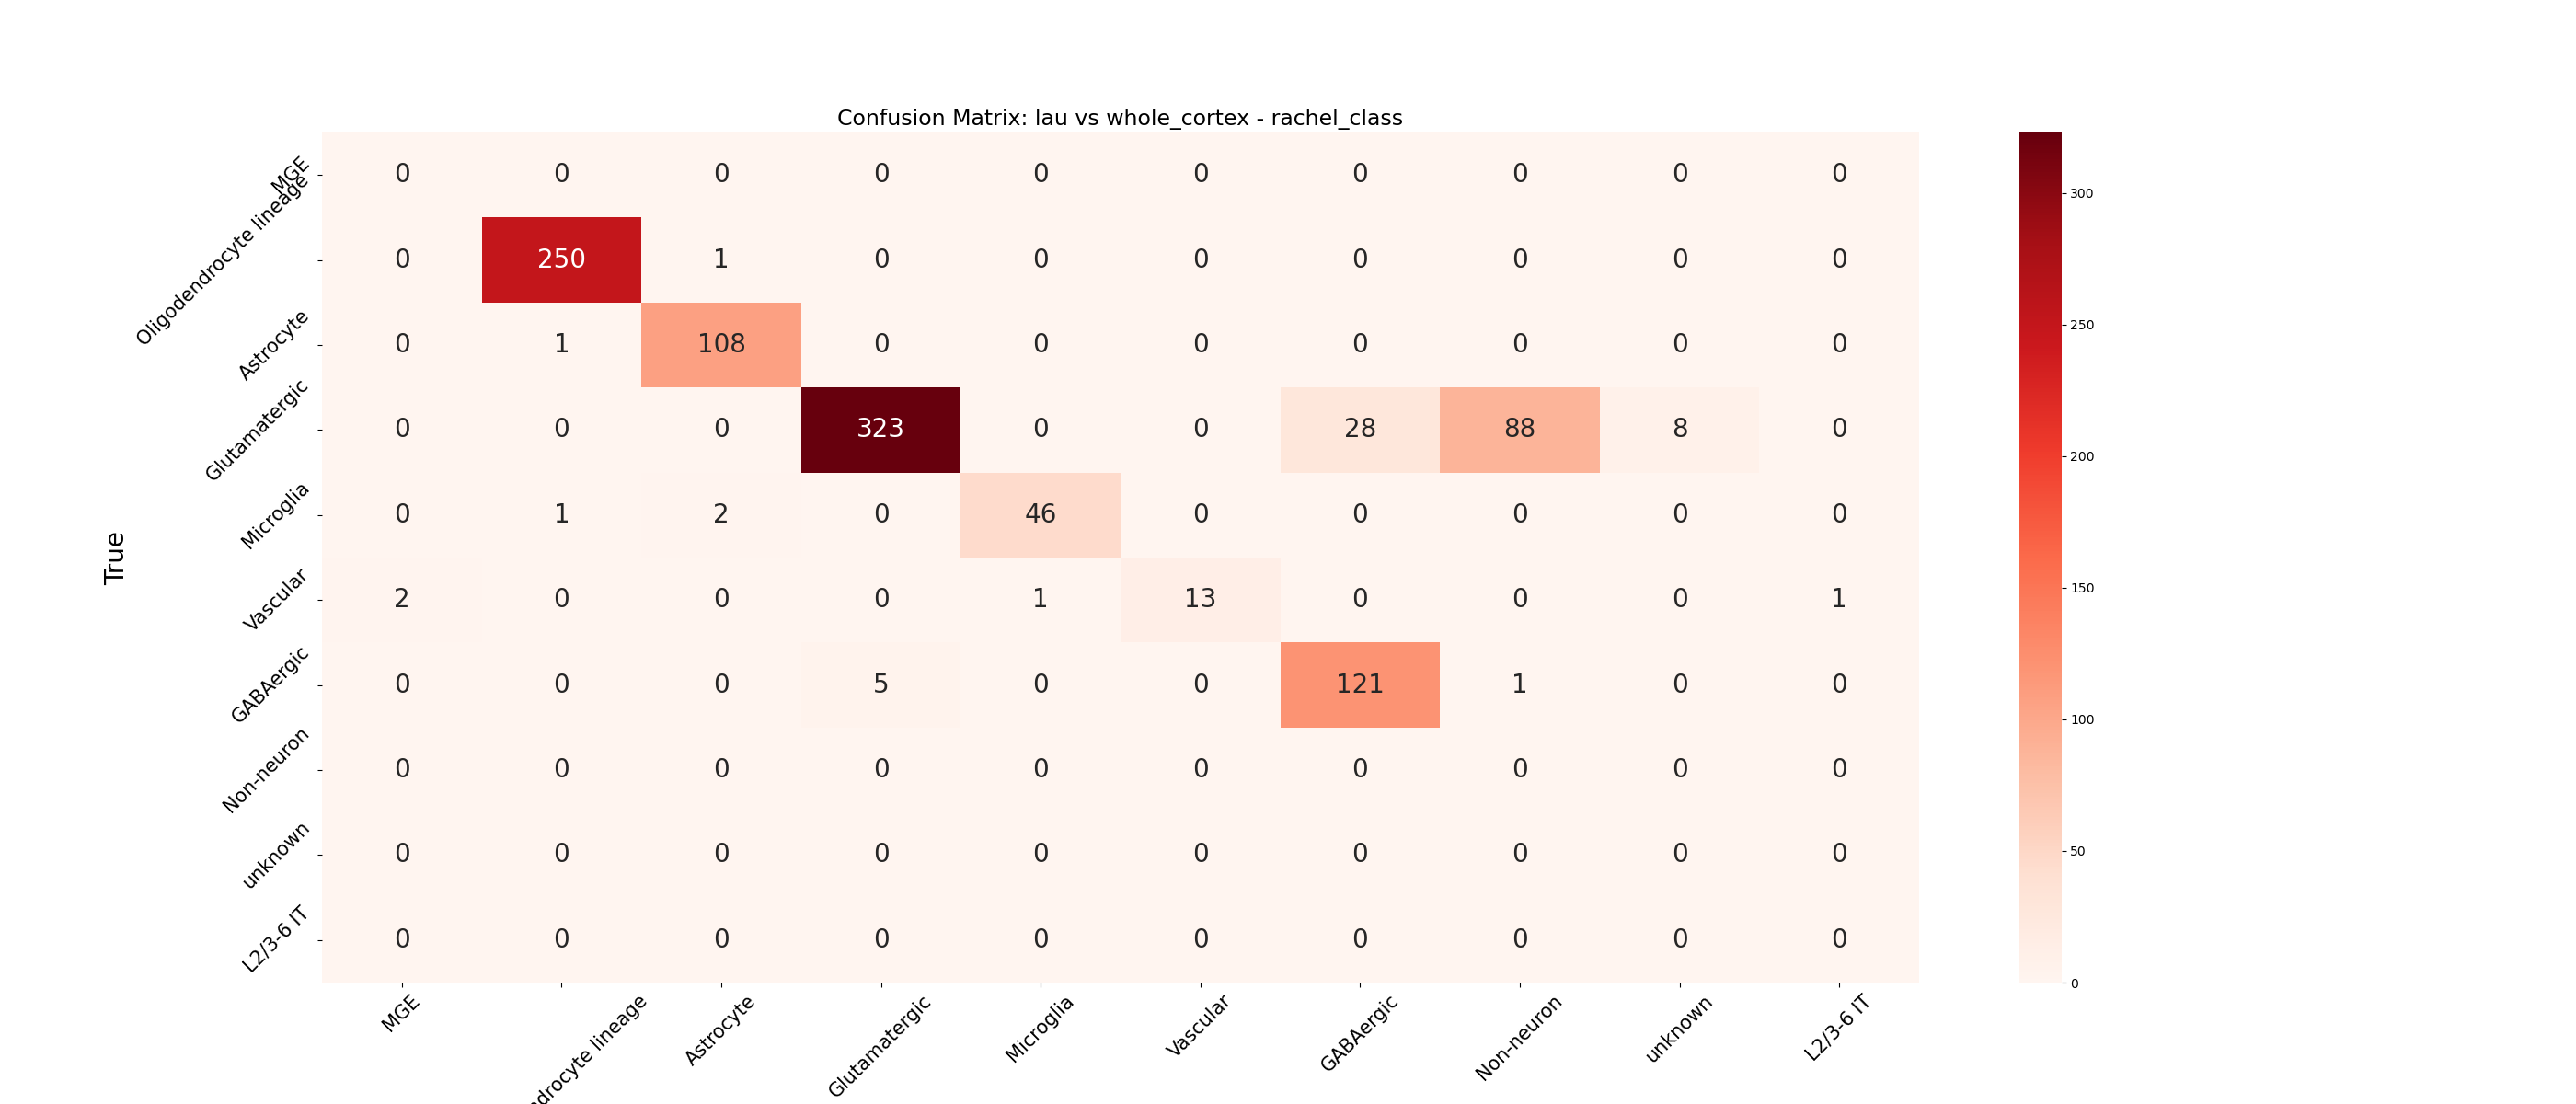 Confusion Matrix: lau vs whole_cortex - rachel_class
True
MGE 0 0 0 0 0 0 0 0 0 0
Oligodendrocyte lineage 0 250 1 0 0 0 0 0 0 0
Astrocyte 0 1 108 0 0 0 0 0 0 0
Glutamatergic 0 0 0 323 0 0 28 88 8 0
Microglia 0 1 2 0 46 0 0 0 0 0
Vascular 2 0 0 0 1 13 0 0 0 1
GABAergic 0 0 0 5 0 0 121 1 0 0
Non-neuron 0 0 0 0 0 0 0 0 0 0
unknown 0 0 0 0 0 0 0 0 0 0
L2/3-6 IT 0 0 0 0 0 0 0 0 0 0
MGE
ndrocyte lineage
Astrocyte
Glutamatergic
Microglia
Vascular
GABAergic
Non-neuron
unknown
L2/3-6 IT
300
250
200
150
100
50
0